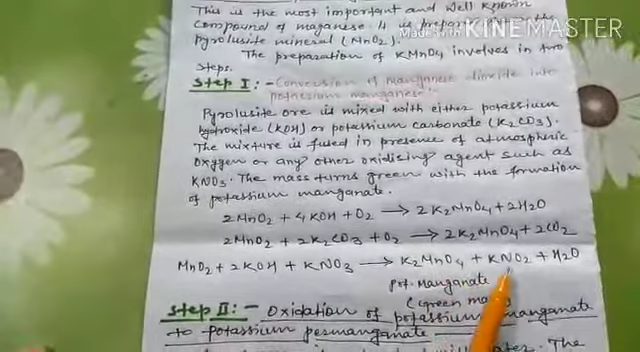 This is the most important and well known
compound of maganese. It is prepared
Made with KINEMASTER
pyrolusite mineral (MnO2).
The preparation of KMnO4 involves in two
steps.
Step I:- Conversion of manganese dioxide into
potassium manganate.
Pyrolusite ore is mixed with either potassium
hydroxide (KOH) or potassium carbonate (K2CO3).
The mixture is fused in presence of atmospheric
Oxygen or any other oxidising agent such as
KNO3. The mass turns green with the formation
of potassium manganate.
2MnO2 + 4KOH + O2 → 2K2MnO4 + 2H2O
2MnO2 + 2K2CO3 + O2 → 2K2MnO4 + 2CO2
MnO2 + 2KOH + KNO3 → K2MnO4 + KNO2 + H2O
Pot. Manganate
(green
Step II:- Oxidation of potassium manganate
to potassium permanganate
The